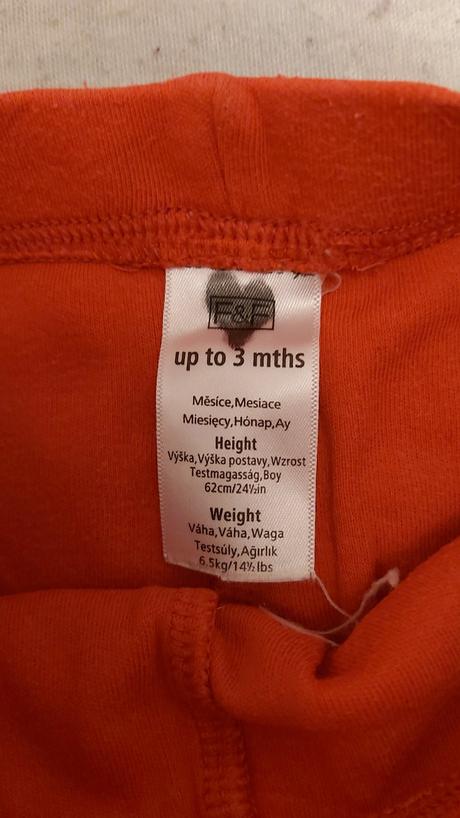 F&F
up to 3 mths
Měsíce,Mesiace
Miesięcy,Hónap,Ay
Height
Výška,Výška postavy,Wzrost
Testmagasság,Boy
62cm/24½in
Weight
Váha,Váha,Waga
Testsúly,Ağırlık
6.5kg/14½ lbs